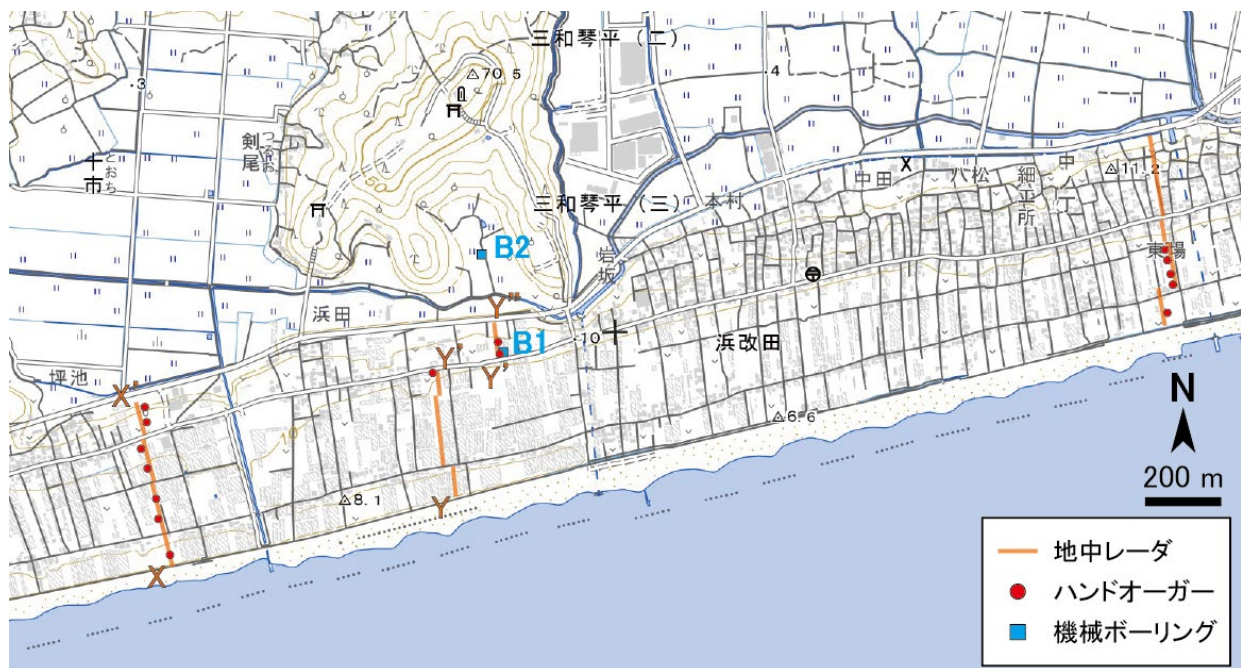 三和琴平(二)
70.5
.3
.4
つるお
剣尾
とおち
十市
三和琴平(三)
本村
中田
八松
細平所
11.2
岩坂
B2
東陽
浜田
Y"
B1
10
Y'
Y'
浜改田
坪池
X'
10
6.6
8.1
Y
X
50
N
200 m
地中レーダ
ハンドオーガー
機械ボーリング